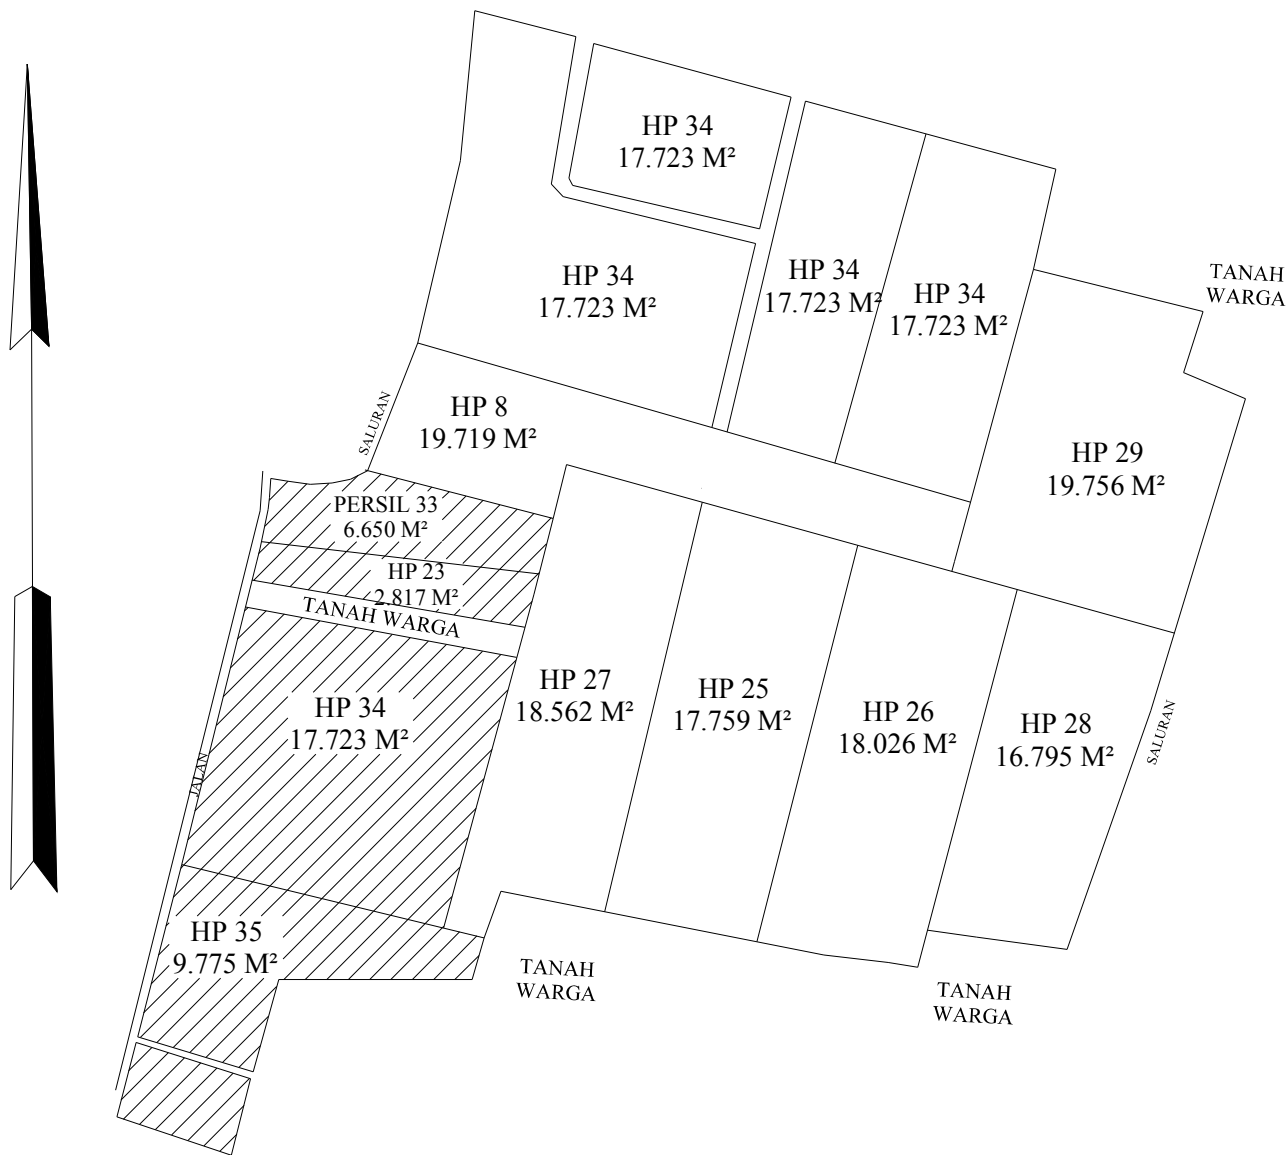 HP 34
17.723 M²
HP 34
17.723 M²
HP 34
17.723 M²
HP 34
17.723 M²
TANAH
WARGA
SALURAN
HP 8
19.719 M²
HP 29
19.756 M²
PERSIL 33
6.650 M²
HP 23
2.817 M²
TANAH WARGA
HP 34
17.723 M²
HP 27
18.562 M²
HP 25
17.759 M²
HP 26
18.026 M²
HP 28
16.795 M²
SALURAN
JALAN
HP 35
9.775 M²
TANAH
WARGA
TANAH
WARGA